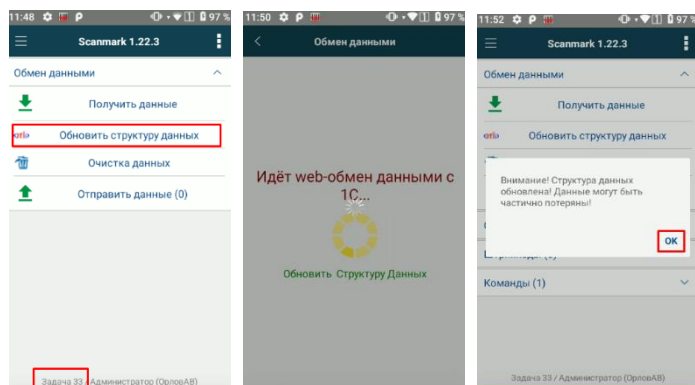 11:48 97 %
Scanmark 1.22.3
Обмен данными
Получить данные
Обновить структуру данных
Очистка данных
Отправить данные (0)
Задача 33 / Администратор (ОрловАВ)
11:50 97 %
Обмен данными
Идёт web-обмен данными с
1С...
Обновить Структуру Данных
11:52 97 %
Scanmark 1.22.3
Обмен данными
Получить данные
Обновить структуру данных
Внимание! Структура данных
обновлена! Данные могут быть
частично потеряны!
ОК
Команды (1)
Задача 33 / Администратор (ОрловАВ)